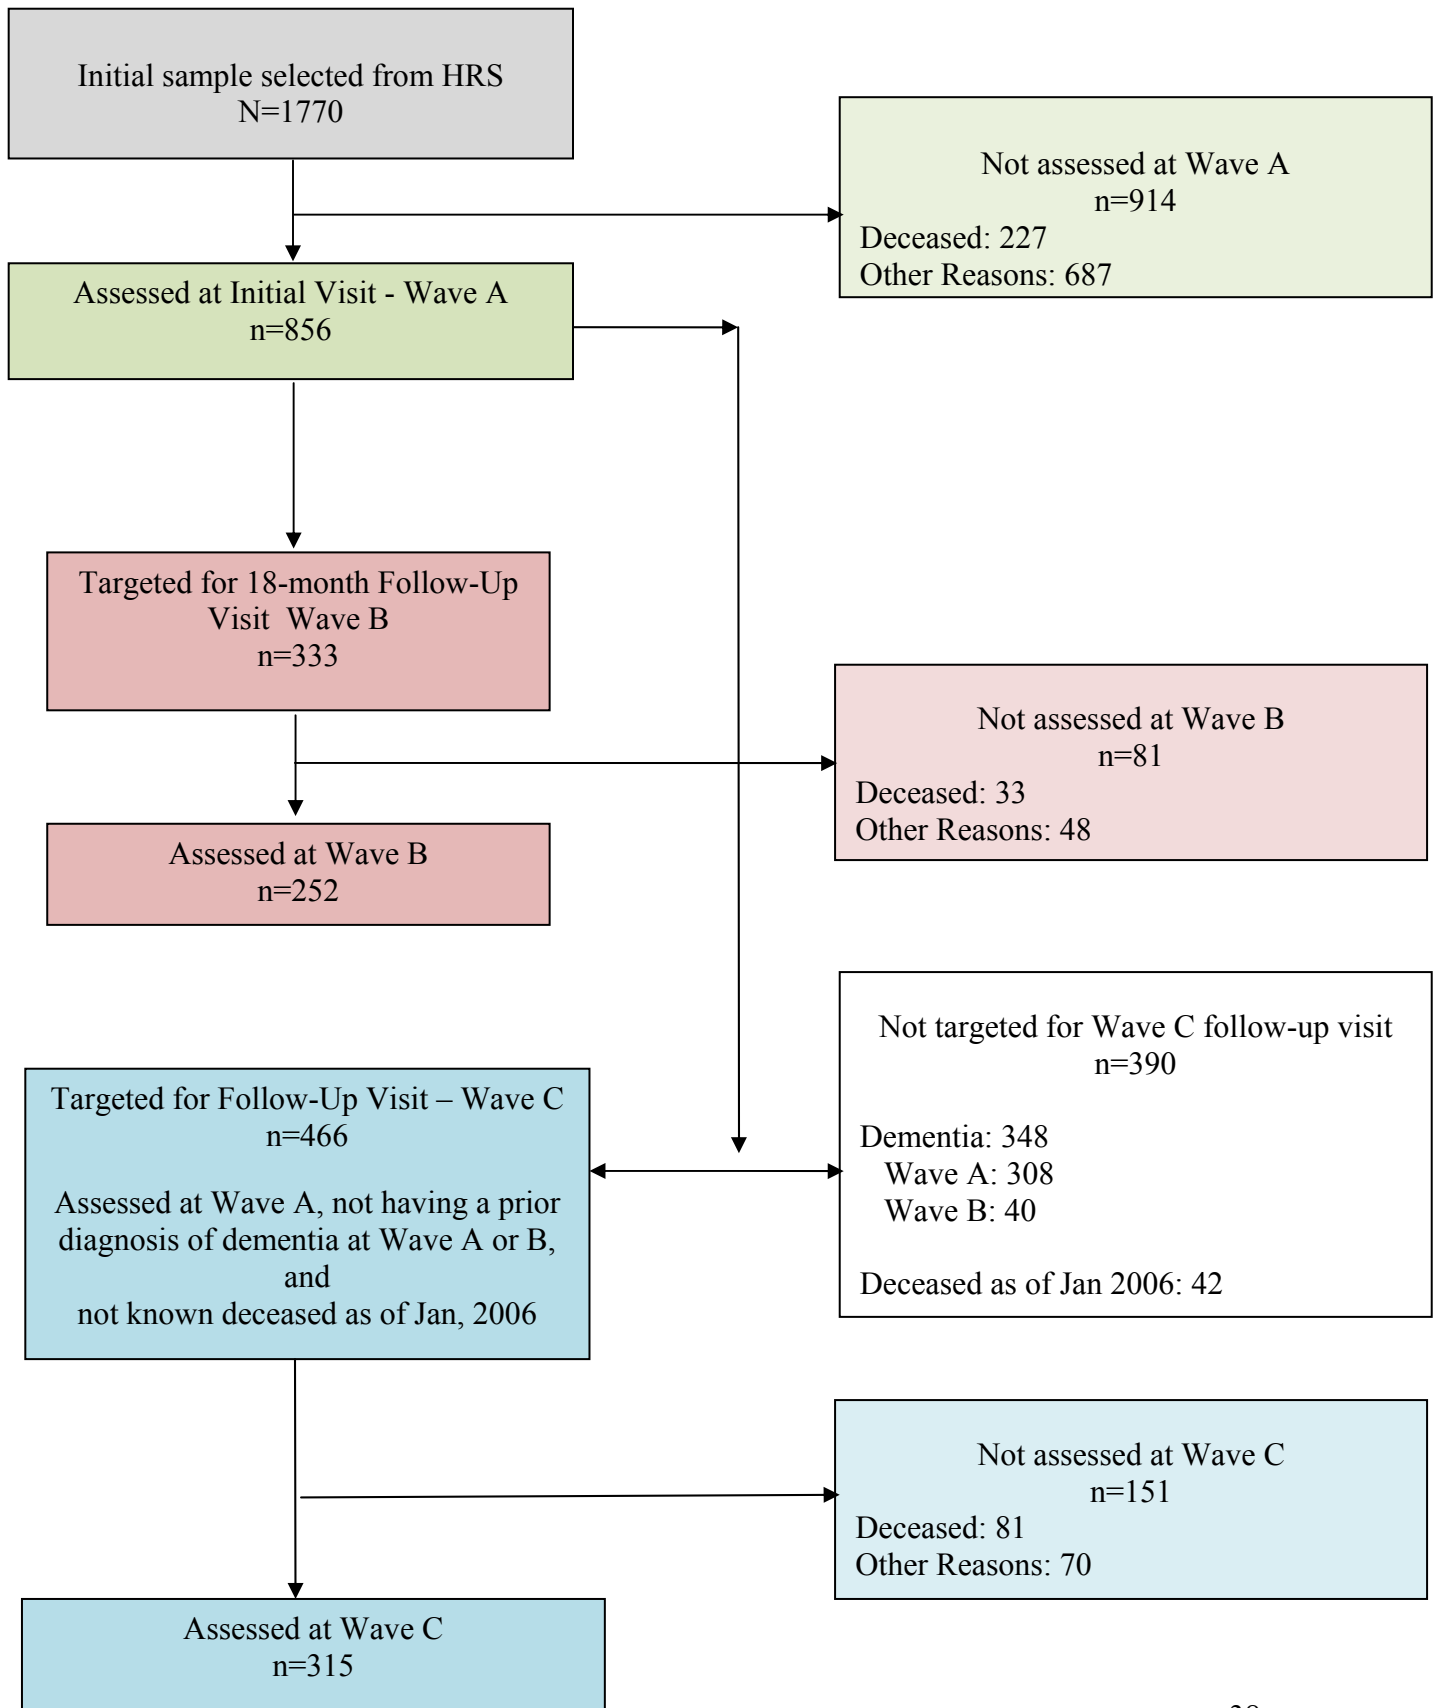 Initial sample selected from HRS
N=1770
Not assessed at Wave A
n=914
Deceased: 227
Other Reasons: 687
Assessed at Initial Visit - Wave A
n=856
Targeted for 18-month Follow-Up
Visit  Wave B
n=333
Not assessed at Wave B
n=81
Deceased: 33
Other Reasons: 48
Assessed at Wave B
n=252
Not targeted for Wave C follow-up visit
n=390
Dementia: 348
Wave A: 308
Wave B: 40
Deceased as of Jan 2006: 42
Targeted for Follow-Up Visit – Wave C
n=466
Assessed at Wave A, not having a prior
diagnosis of dementia at Wave A or B,
and
not known deceased as of Jan, 2006
Not assessed at Wave C
n=151
Deceased: 81
Other Reasons: 70
Assessed at Wave C
n=315